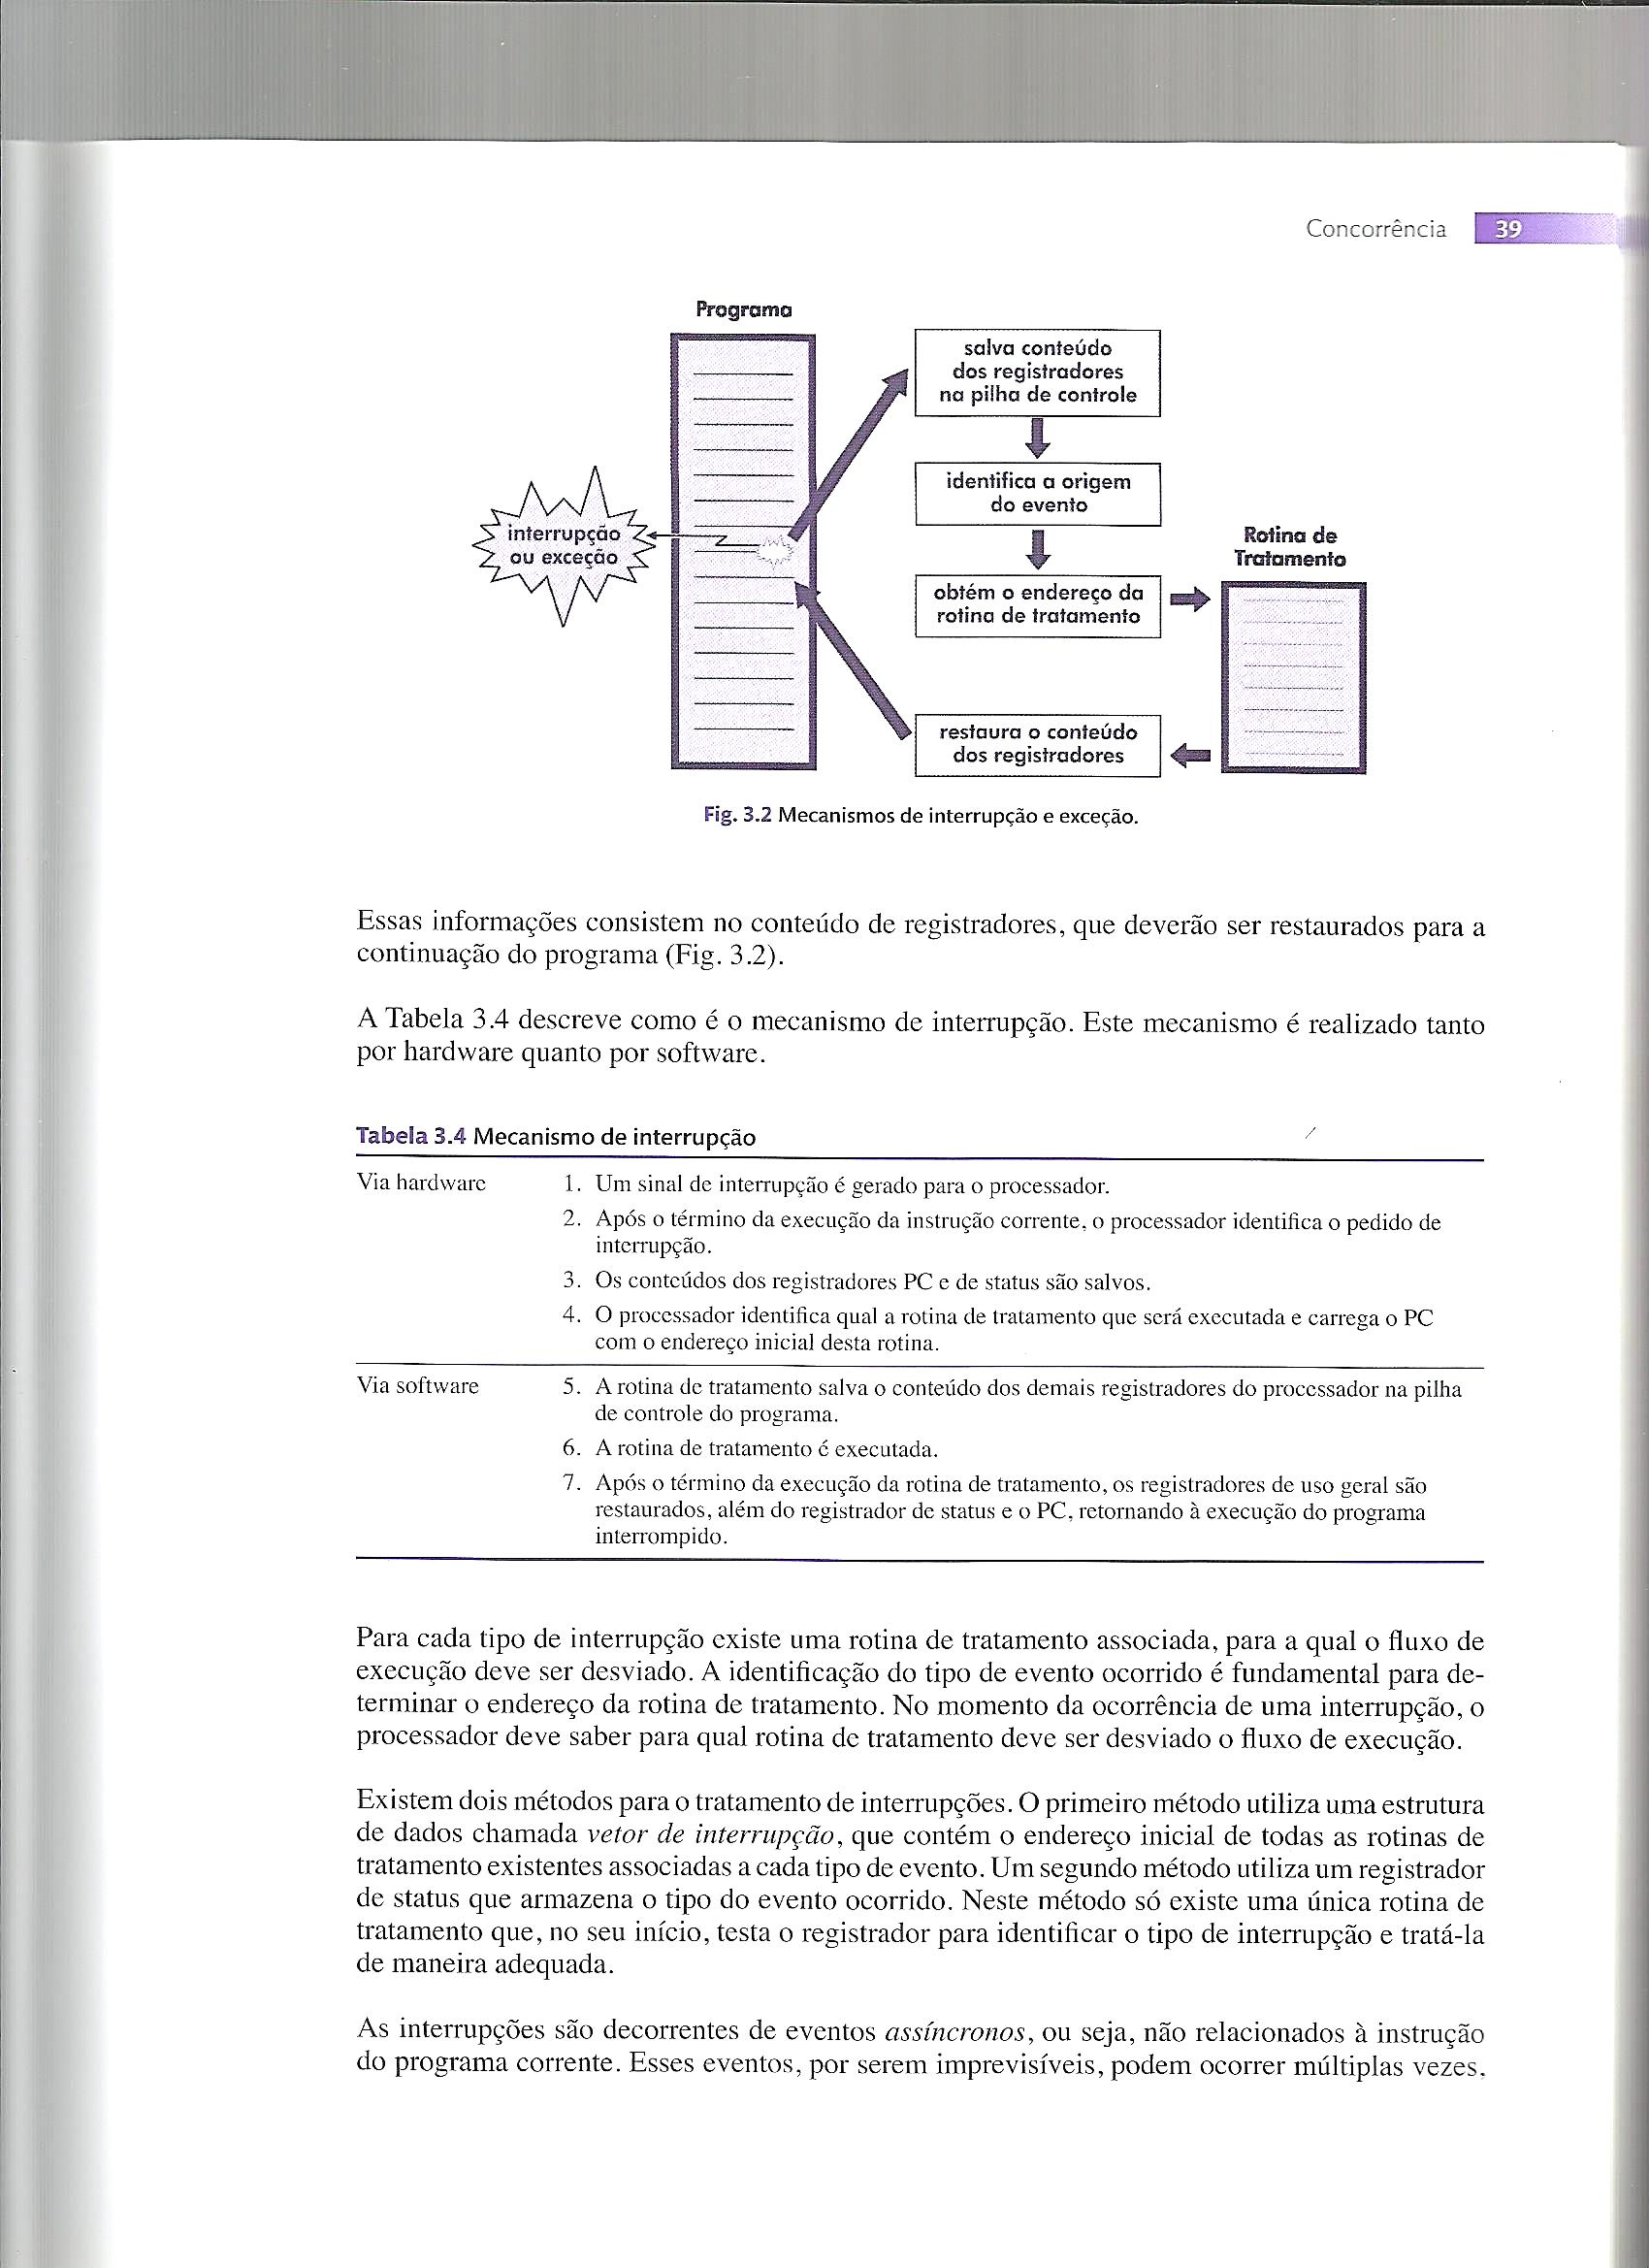 Concorrência 39
Programa
salva conteúdo
dos registradores
na pilha de controle
identifica a origem
do evento
interrupção
ou exceção
Rotina de
Tratamento
obtém o endereço da
rotina de tratamento
restaura o conteúdo
dos registradores
Fig. 3.2 Mecanismos de interrupção e exceção.
Essas informações consistem no conteúdo de registradores, que deverão ser restaurados para a
continuação do programa (Fig. 3.2).
A Tabela 3.4 descreve como é o mecanismo de interrupção. Este mecanismo é realizado tanto
por hardware quanto por software.
Tabela 3.4 Mecanismo de interrupção
Via hardware 1. Um sinal de interrupção é gerado para o processador.
2. Após o término da execução da instrução corrente, o processador identifica o pedido de
interrupção.
3. Os conteúdos dos registradores PC e de status são salvos.
4. O processador identifica qual a rotina de tratamento que será executada e carrega o PC
com o endereço inicial desta rotina.
Via software 5. A rotina de tratamento salva o conteúdo dos demais registradores do processador na pilha
de controle do programa.
6. A rotina de tratamento é executada.
7. Após o término da execução da rotina de tratamento, os registradores de uso geral são
restaurados, além do registrador de status e o PC, retornando à execução do programa
interrompido.
Para cada tipo de interrupção existe uma rotina de tratamento associada, para a qual o fluxo de
execução deve ser desviado. A identificação do tipo de evento ocorrido é fundamental para de-
terminar o endereço da rotina de tratamento. No momento da ocorrência de uma interrupção, o
processador deve saber para qual rotina de tratamento deve ser desviado o fluxo de execução.
Existem dois métodos para o tratamento de interrupções. O primeiro método utiliza uma estrutura
de dados chamada vetor de interrupção, que contém o endereço inicial de todas as rotinas de
tratamento existentes associadas a cada tipo de evento. Um segundo método utiliza um registrador
de status que armazena o tipo do evento ocorrido. Neste método só existe uma única rotina de
tratamento que, no seu início, testa o registrador para identificar o tipo de interrupção e tratá-la
de maneira adequada.
As interrupções são decorrentes de eventos assíncronos, ou seja, não relacionados à instrução
do programa corrente. Esses eventos, por serem imprevisíveis, podem ocorrer múltiplas vezes,